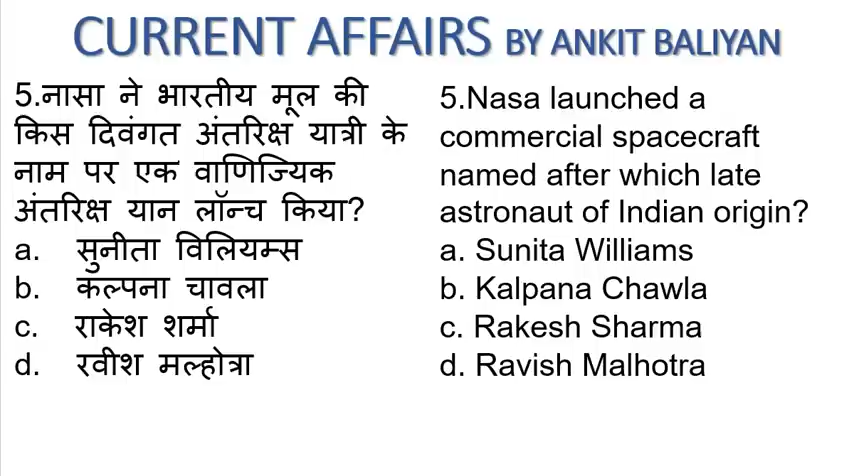 CURRENT AFFAIRS BY ANKIT BALIYAN
5.नासा ने भारतीय मूल की
किस दिवंगत अंतरिक्ष यात्री के
नाम पर एक वाणिज्यिक
अंतरिक्ष यान लॉन्च किया?
a. सुनीता विलियम्स
b. कल्पना चावला
c. राकेश शर्मा
d. रवीश मल्होत्रा
5.Nasa launched a
commercial spacecraft
named after which late
astronaut of Indian origin?
a. Sunita Williams
b. Kalpana Chawla
c. Rakesh Sharma
d. Ravish Malhotra